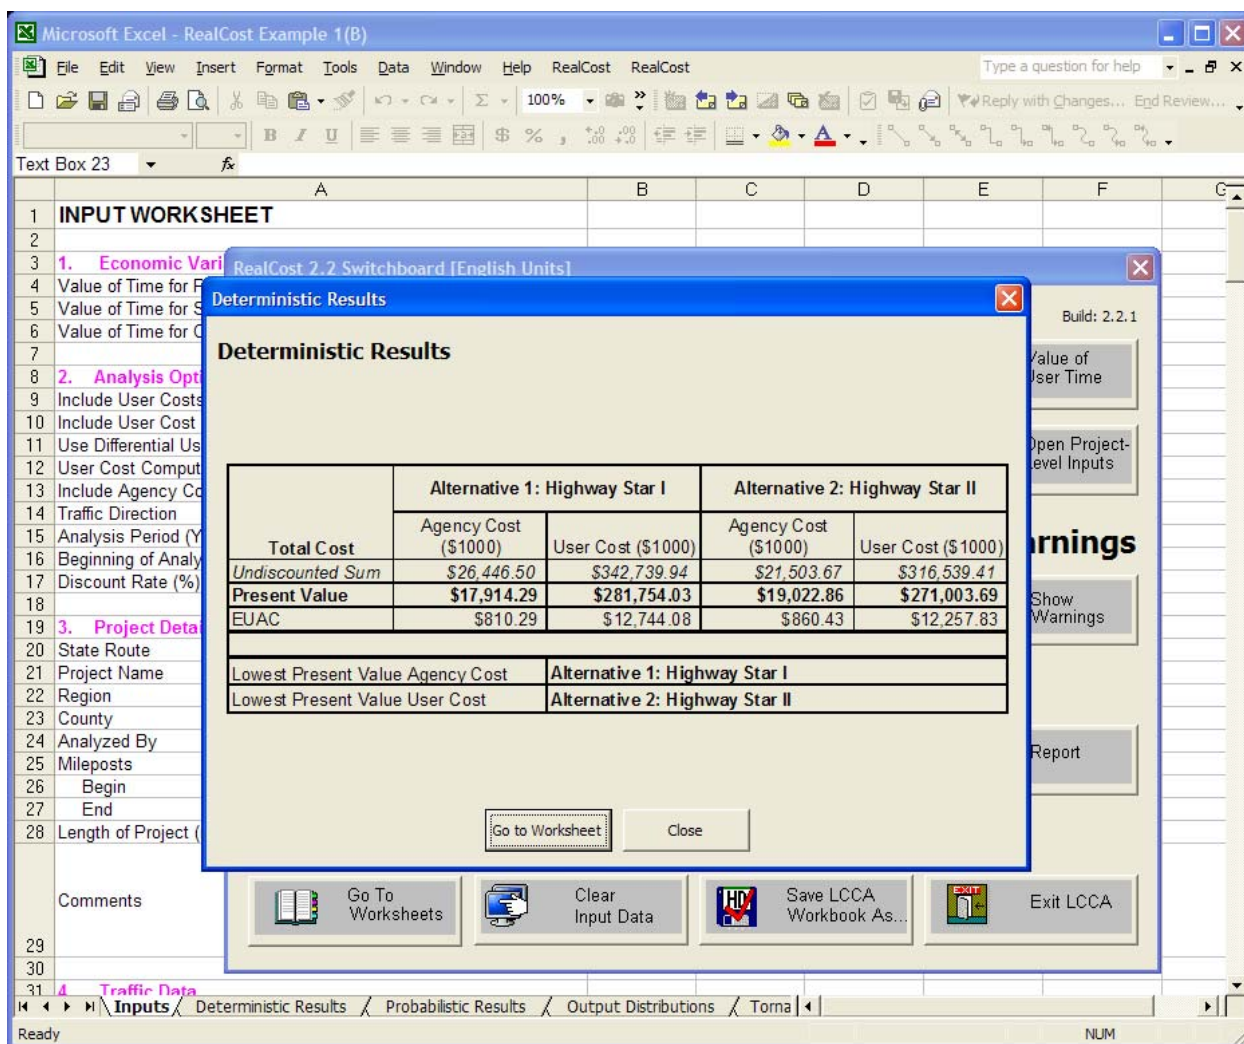 Microsoft Excel - RealCost Example 1(B)
File Edit View Insert Format Tools Data Window Help RealCost RealCost Type a question for help
100% Reply with Changes... End Review...
Text Box 23 fx
A B C D E F G
1 INPUT WORKSHEET
2
3 1. Economic Vari RealCost 2.2 Switchboard [English Units]
4 Value of Time for P
5 Value of Time for S
6 Value of Time for C
7
8 2. Analysis Opti
9 Include User Costs
10 Include User Cost
11 Use Differential Us
12 User Cost Comput
13 Include Agency Co
14 Traffic Direction
15 Analysis Period (Y
16 Beginning of Analy
17 Discount Rate (%)
18
19 3. Project Detai
20 State Route
21 Project Name
22 Region
23 County
24 Analyzed By
25 Mileposts
26 Begin
27 End
28 Length of Project (
Comments
29
30
31 4. Traffic Data
Deterministic Results
Deterministic Results
Alternative 1: Highway Star I Alternative 2: Highway Star II
Total Cost Agency Cost ($1000) User Cost ($1000) Agency Cost ($1000) User Cost ($1000)
Undiscounted Sum $26,446.50 $342,739.94 $21,503.67 $316,539.41
Present Value $17,914.29 $281,754.03 $19,022.86 $271,003.69
EUAC $810.29 $12,744.08 $860.43 $12,257.83
Lowest Present Value Agency Cost Alternative 1: Highway Star I
Lowest Present Value User Cost Alternative 2: Highway Star II
Go to Worksheet Close
Build: 2.2.1
Value of
User Time
Open Project-
Level Inputs
rnings
Show
Warnings
Report
Go To
Worksheets
Clear
Input Data
Save LCCA
Workbook As...
EXIT
Exit LCCA
Inputs Deterministic Results Probabilistic Results Output Distributions Torna
Ready NUM